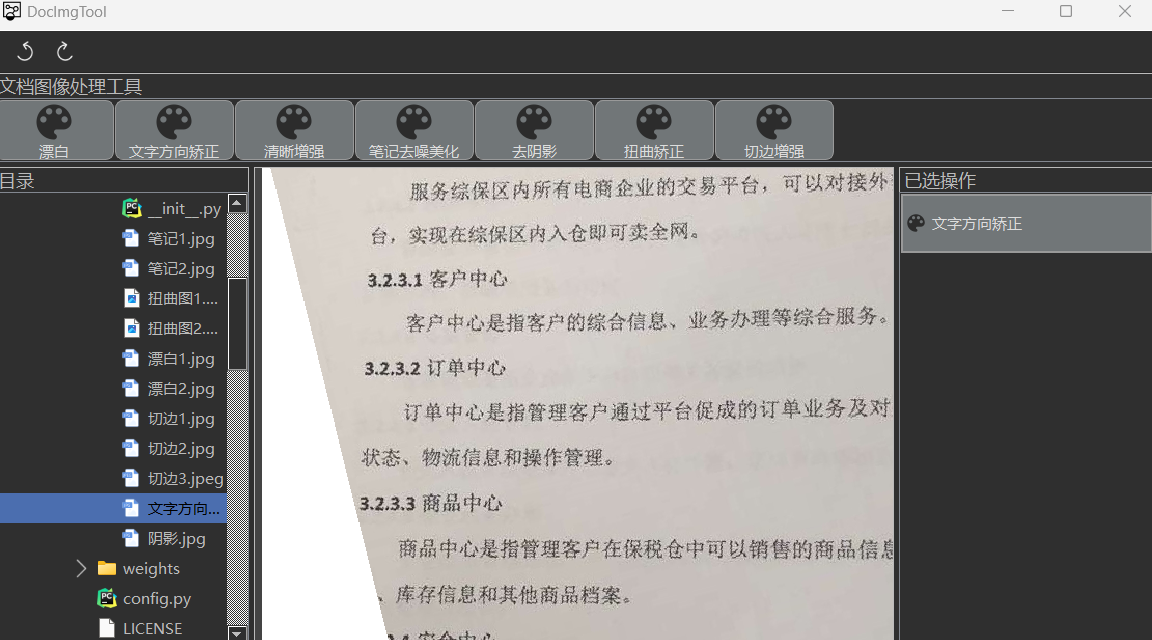 DocImgTool
文档图像处理工具
漂白
文字方向矫正
清晰增强
笔记去噪美化
去阴影
扭曲矫正
切边增强
目录
__init__.py
笔记1.jpg
笔记2.jpg
扭曲图1....
扭曲图2....
漂白1.jpg
漂白2.jpg
切边1.jpg
切边2.jpg
切边3.jpeg
文字方向...
阴影.jpg
weights
config.py
LICENSE
服务综保区内所有电商企业的交易平台，可以对接外
台，实现在综保区内入仓即可卖全网。
3.2.3.1 客户中心
客户中心是指客户的综合信息、业务办理等综合服务。
3.2.3.2 订单中心
订单中心是指管理客户通过平台促成的订单业务及对
状态、物流信息和操作管理。
3.2.3.3 商品中心
商品中心是指管理客户在保税仓中可以销售的商品信息
、库存信息和其他商品档案。
已选操作
文字方向矫正